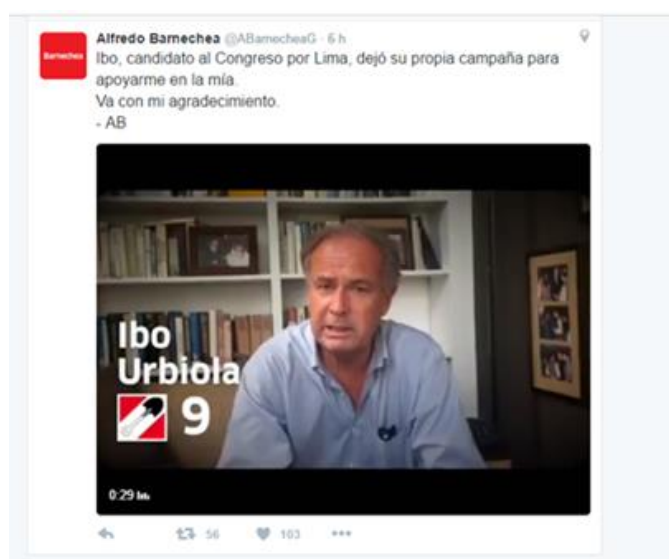 Barnechea
Alfredo Barnechea @ABarnecheaG · 6 h
Ibo, candidato al Congreso por Lima, dejó su propia campaña para
apoyarme en la mía.
Va con mi agradecimiento.
- AB
Ibo
Urbiola
9
0:29
56
103